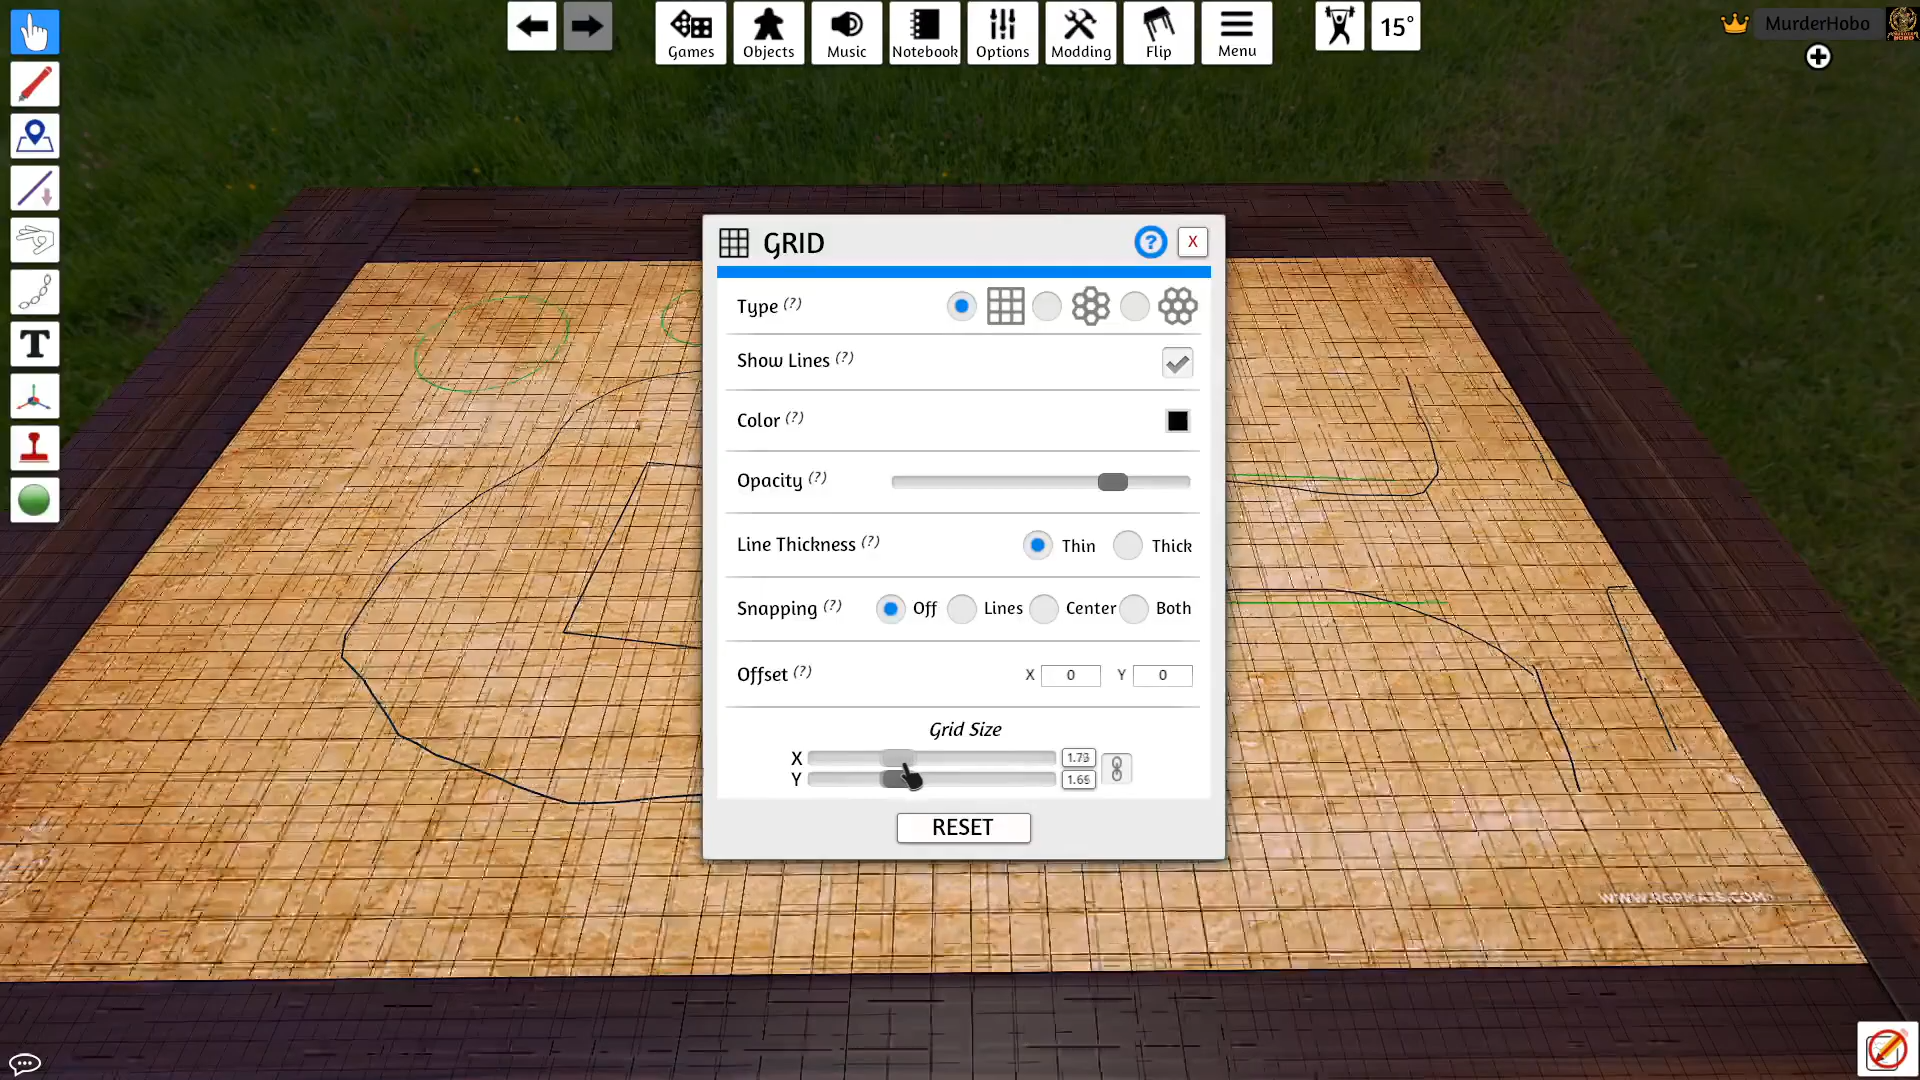 Games
Objects
Music
Notebook
Options
Modding
Flip
Menu
15°
MurderHobo
T
GRID
?
X
Type (?)
Show Lines (?)
Color (?)
Opacity (?)
Line Thickness (?)
Thin
Thick
Snapping (?)
Off
Lines
Center
Both
Offset (?)
X 0
Y 0
Grid Size
X 1.73
Y 1.66
RESET